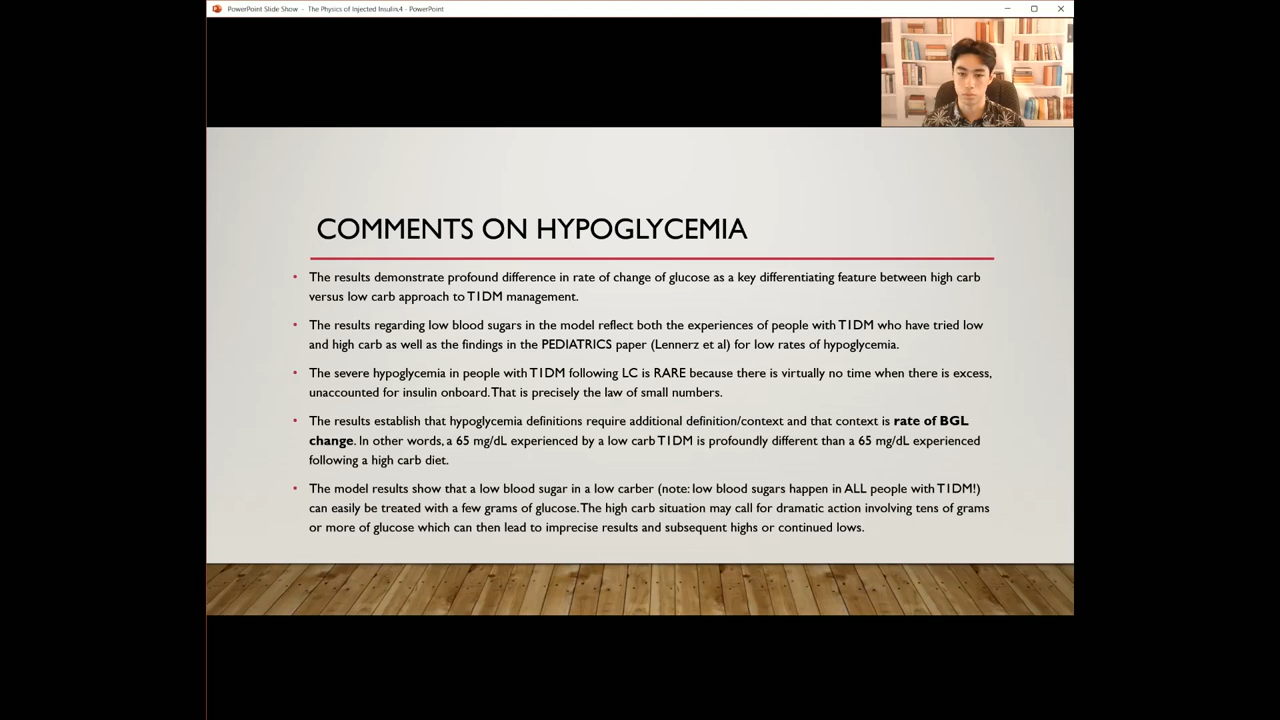 PowerPoint Slide Show - The Physics of Injected Insulin,4 - PowerPoint
COMMENTS ON HYPOGLYCEMIA
• The results demonstrate profound difference in rate of change of glucose as a key differentiating feature between high carb
versus low carb approach to T1DM management.
• The results regarding low blood sugars in the model reflect both the experiences of people with T1DM who have tried low
and high carb as well as the findings in the PEDIATRICS paper (Lennerz et al) for low rates of hypoglycemia.
• The severe hypoglycemia in people with T1DM following LC is RARE because there is virtually no time when there is excess,
unaccounted for insulin onboard. That is precisely the law of small numbers.
• The results establish that hypoglycemia definitions require additional definition/context and that context is rate of BGL
change. In other words, a 65 mg/dL experienced by a low carb T1DM is profoundly different than a 65 mg/dL experienced
following a high carb diet.
• The model results show that a low blood sugar in a low carber (note: low blood sugars happen in ALL people with T1DM!)
can easily be treated with a few grams of glucose. The high carb situation may call for dramatic action involving tens of grams
or more of glucose which can then lead to imprecise results and subsequent highs or continued lows.